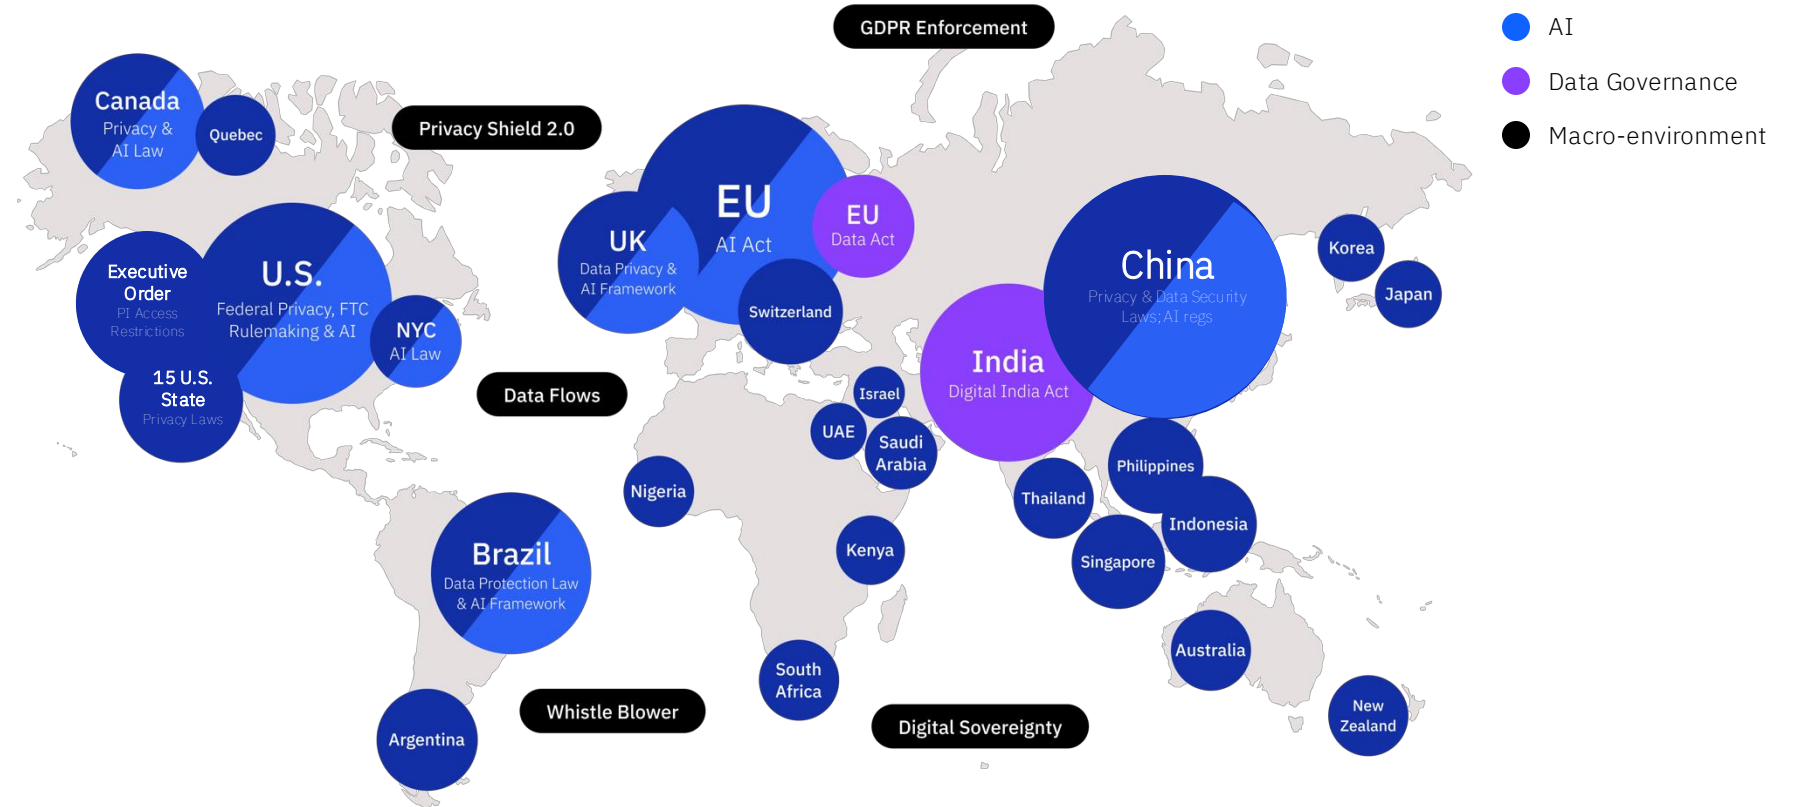 GDPR Enforcement
AI
Data Governance
Macro-environment
Canada
Privacy &
AI Law
Quebec
Privacy Shield 2.0
EU
AI Act
EU
Data Act
UK
Data Privacy &
AI Framework
Switzerland
Executive
Order
PI Access
Restrictions
U.S.
Federal Privacy, FTC
Rulemaking & AI
NYC
AI Law
15 U.S.
State
Privacy Laws
China
Privacy & Data Security
Laws; AI regs
Korea
Japan
India
Digital India Act
Data Flows
Israel
UAE
Saudi
Arabia
Nigeria
Kenya
Thailand
Philippines
Indonesia
Singapore
Brazil
Data Protection Law
& AI Framework
South
Africa
Australia
New
Zealand
Argentina
Whistle Blower
Digital Sovereignty